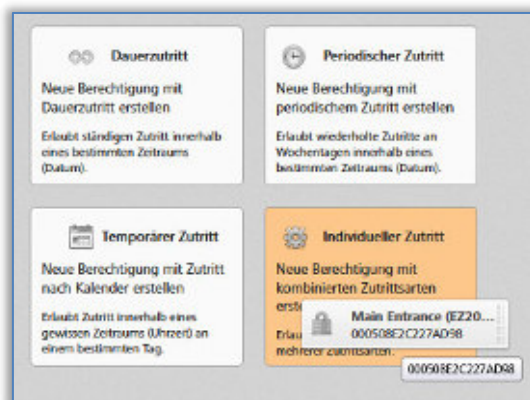 Dauerzutritt
Neue Berechtigung mit
Dauerzutritt erstellen
Erlaubt ständigen Zutritt innerhalb
eines bestimmten Zeitraums
(Datum).
Periodischer Zutritt
Neue Berechtigung mit
periodischem Zutritt erstellen
Erlaubt wiederholte Zutritte an
Wochentagen innerhalb eines
bestimmten Zeitraums (Datum).
Temporärer Zutritt
Neue Berechtigung mit Zutritt
nach Kalender erstellen
Erlaubt Zutritt innerhalb eines
gewissen Zeitraums (Uhrzeit) an
einem bestimmten Tag.
Individueller Zutritt
Neue Berechtigung mit
kombinierten Zutrittsarten
erste
Erlau
mehrerer Zutrittsarten.
Main Entrance (EZ20...
000508E2C227AD98
000508E2C227AD98